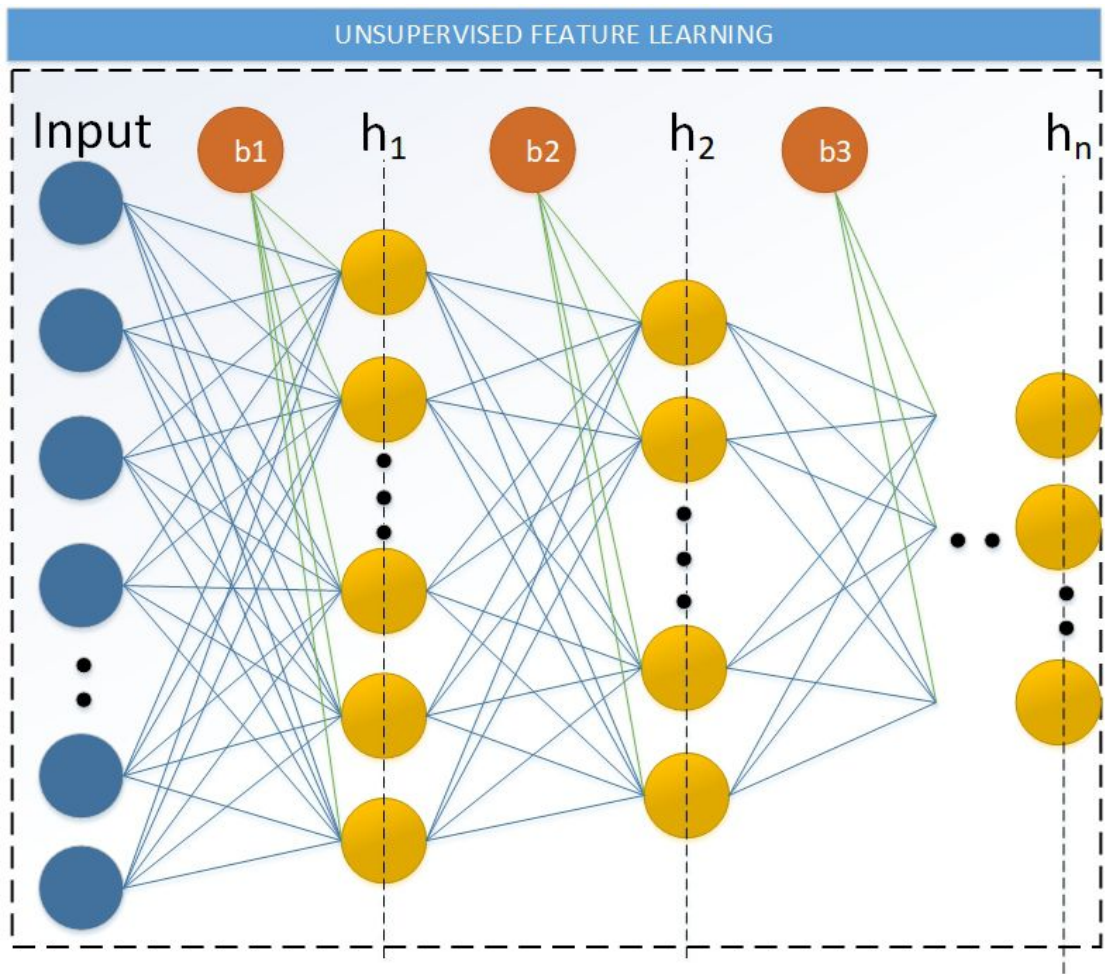 UNSUPERVISED FEATURE LEARNING
Input b1 h₁ b2 h₂ b3 hₙ